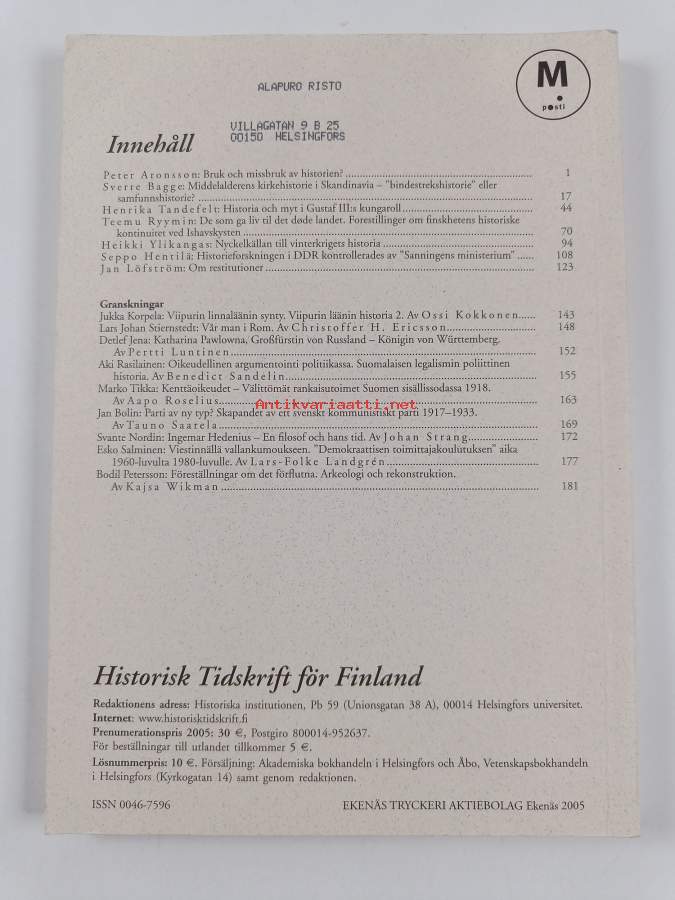 M
posti
ALAPURO RISTO
VILLAGATAN 9 B 25
00150 HELSINGFORS
Innehåll
Peter Aronsson: Bruk och missbruk av historien? 1
Sverre Bagge: Middelalderens kirkehistorie i Skandinavia – "bindestrekshistorie" eller
samfunnshistorie? 17
Henrika Tandefelt: Historia och myt i Gustaf III:s kungaroll 44
Teemu Ryymin: De som ga liv til det døde landet. Forestillinger om finskhetens historiske
kontinuitet ved Ishavskysten 70
Heikki Ylikangas: Nyckelkällan till vinterkrigets historia 94
Seppo Hentilä: Historieforskningen i DDR kontrollerades av "Sanningens ministerium" 108
Jan Löfström: Om restitutioner 123
Granskningar
Jukka Korpela: Viipurin linnaläänin synty. Viipurin läänin historia 2. Av Ossi Kokkonen 143
Lars Johan Stiernstedt: Vår man i Rom. Av Christoffer H. Ericsson 148
Detlef Jena: Katharina Pawlowna, Großfürstin von Russland – Königin von Württemberg.
Av Pertti Luntinen 152
Aki Rasilainen: Oikeudellinen argumentointi politiikassa. Suomalaisen legalismin poliittinen
historia. Av Benedict Sandelin 155
Marko Tikka: Kenttäoikeudet – Välittömät rankaisutoimet Suomen sisällissodassa 1918.
Av Aapo Roselius 163
Antikvariaatti.net
Jan Bolin: Parti av ny typ? Skapandet av ett svenskt kommunistiskt parti 1917–1933.
Av Tauno Saarela 169
Svante Nordin: Ingemar Hedenius – En filosof och hans tid. Av Johan Strang 172
Esko Salminen: Viestinnällä vallankumoukseen. "Demokraattisen toimittajakoulutuksen" aika
1960-luvulta 1980-luvulle. Av Lars-Folke Landgrén 177
Bodil Petersson: Föreställningar om det förflutna. Arkeologi och rekonstruktion.
Av Kajsa Wikman 181
Historisk Tidskrift för Finland
Redaktionens adress: Historiska institutionen, Pb 59 (Unionsgatan 38 A), 00014 Helsingfors universitet.
Internet: www.historisktidskrift.fi
Prenumerationspris 2005: 30 €, Postgiro 800014-952637.
För beställningar till utlandet tillkommer 5 €.
Lösnummerpris: 10 €. Försäljning: Akademiska bokhandeln i Helsingfors och Åbo, Vetenskapsbokhandeln
i Helsingfors (Kyrkogatan 14) samt genom redaktionen.
ISSN 0046-7596 EKENÄS TRYCKERI AKTIEBOLAG Ekenäs 2005